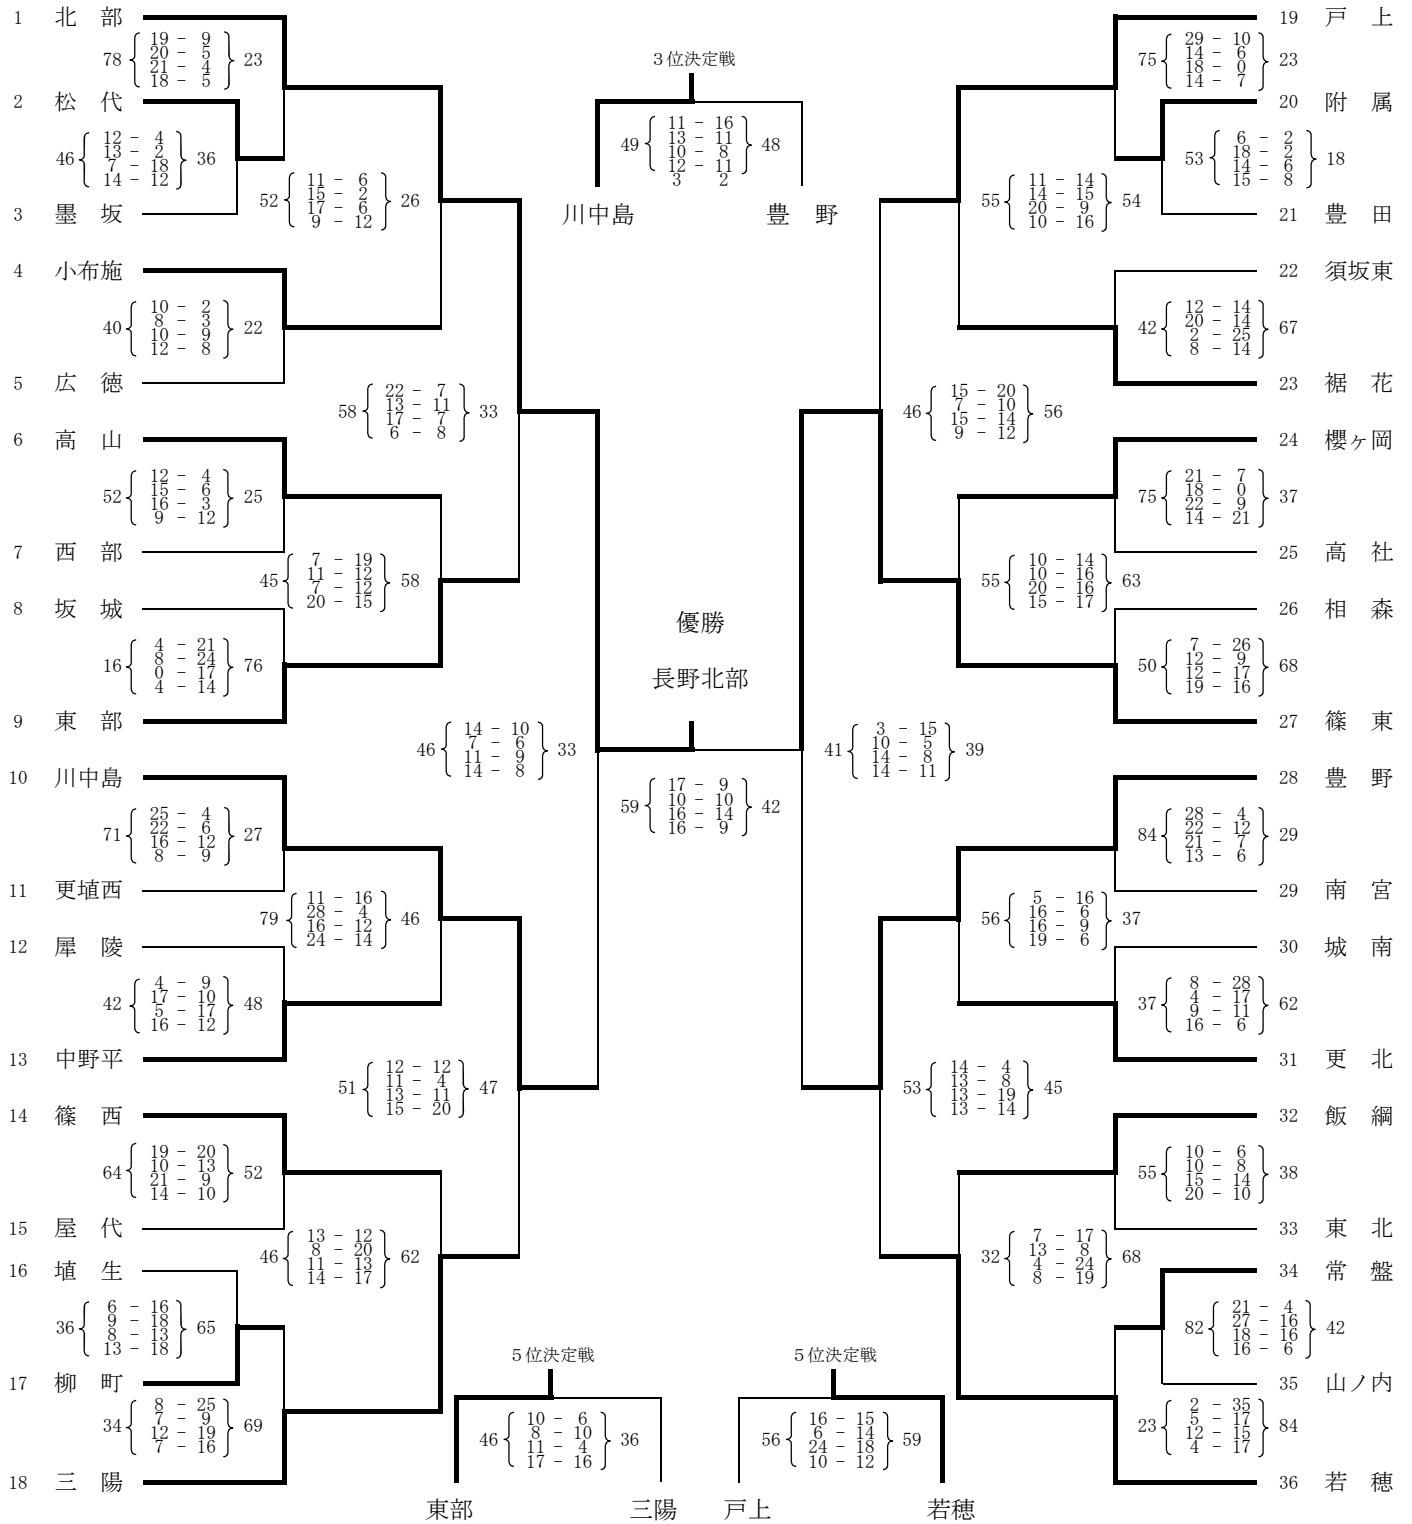 1 北 部
78 19 - 9 23
20 - 5
21 - 4
18 - 5
2 松 代
46 12 - 4 36
13 - 2
7 - 18
14 - 12
3 墨 坂
52 11 - 6 26
15 - 2
17 - 6
9 - 12
4 小布施
40 10 - 2 22
8 - 3
10 - 9
12 - 8
5 広 徳
58 22 - 7 33
13 - 11
17 - 7
6 - 8
6 高 山
52 12 - 4 25
15 - 6
16 - 3
9 - 12
7 西 部
45 7 - 19 58
11 - 12
7 - 12
20 - 15
8 坂 城
16 4 - 21 76
8 - 24
0 - 17
4 - 14
9 東 部
46 14 - 10 33
7 - 6
11 - 9
14 - 8
10 川中島
71 25 - 4 27
22 - 6
16 - 12
8 - 9
11 更埴西
79 11 - 16 46
28 - 4
16 - 12
24 - 14
12 犀 陵
42 4 - 9 48
17 - 10
5 - 17
16 - 12
13 中野平
51 12 - 12 47
11 - 4
13 - 11
15 - 20
14 篠 西
64 19 - 20 52
10 - 13
21 - 9
14 - 10
15 屋 代
46 13 - 12 62
8 - 20
11 - 13
14 - 17
16 埴 生
36 6 - 16 65
9 - 18
8 - 13
13 - 18
17 柳 町
34 8 - 25 69
7 - 9
12 - 19
7 - 16
18 三 陽
3位決定戦
49 11 - 16 48
13 - 11
10 - 8
12 - 11
3 2
川中島 豊 野
優勝
長野北部
59 17 - 9 42
10 - 10
16 - 14
16 - 9
5位決定戦
46 10 - 6 36
8 - 10
11 - 4
17 - 16
東部 三陽
5位決定戦
56 16 - 15 59
6 - 14
24 - 18
10 - 12
戸上 若穂
19 戸 上
75 29 - 10 23
14 - 6
18 - 0
14 - 7
20 附 属
53 6 - 2 18
18 - 2
14 - 6
15 - 8
21 豊 田
55 11 - 14 54
14 - 15
20 - 9
10 - 16
22 須坂東
42 12 - 14 67
20 - 14
2 - 25
8 - 14
23 裾 花
46 15 - 20 56
7 - 10
15 - 14
9 - 12
24 櫻ヶ岡
75 21 - 7 37
18 - 0
22 - 9
14 - 21
25 高 社
55 10 - 14 63
10 - 16
20 - 16
15 - 17
26 相 森
50 7 - 26 68
12 - 9
12 - 17
19 - 16
27 篠 東
41 3 - 15 39
10 - 5
14 - 8
14 - 11
28 豊 野
84 28 - 4 29
22 - 12
21 - 7
13 - 6
29 南 宮
56 5 - 16 37
16 - 6
16 - 9
19 - 6
30 城 南
37 8 - 28 62
4 - 17
9 - 11
16 - 6
31 更 北
53 14 - 4 45
13 - 8
13 - 19
13 - 14
32 飯 綱
55 10 - 6 38
10 - 8
15 - 14
20 - 10
33 東 北
32 7 - 17 68
13 - 8
4 - 24
8 - 19
34 常 盤
82 21 - 4 42
27 - 16
18 - 16
16 - 6
35 山ノ内
23 2 - 35 84
5 - 17
12 - 15
4 - 17
36 若 穂